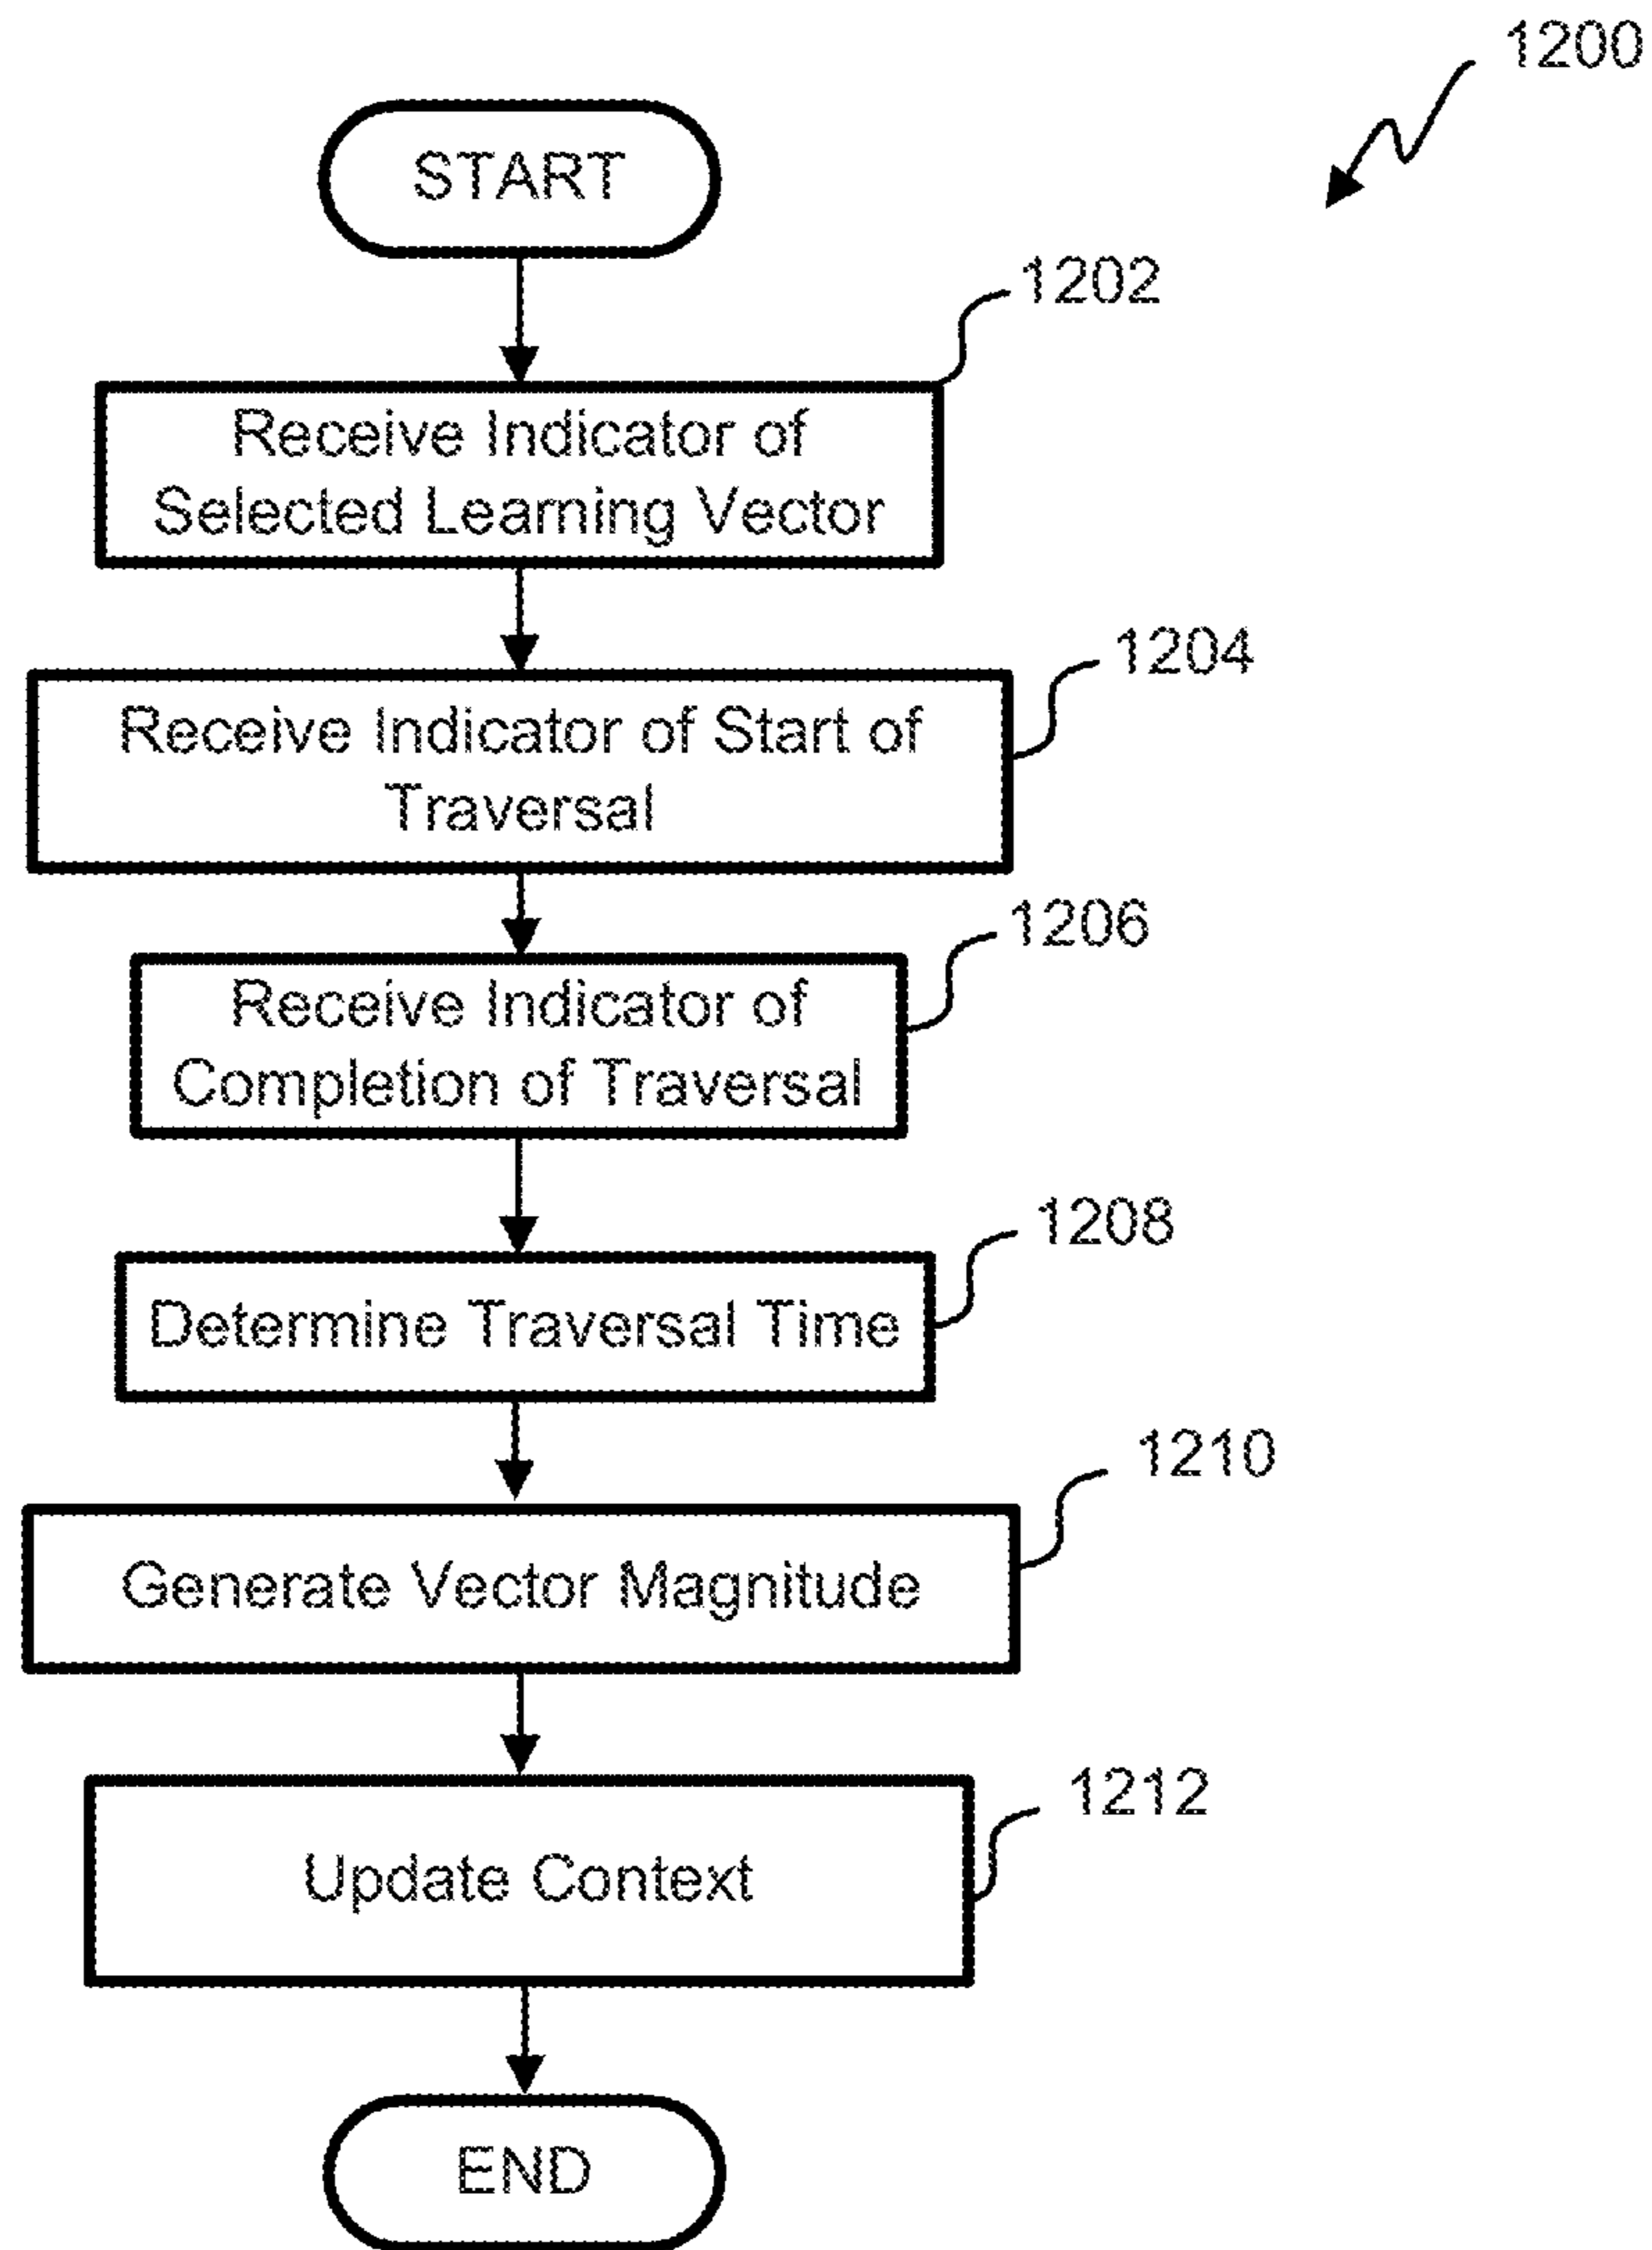 1200
START
1202
Receive Indicator of
Selected Learning Vector
1204
Receive Indicator of Start of
Traversal
1206
Receive Indicator of
Completion of Traversal
1208
Determine Traversal Time
1210
Generate Vector Magnitude
1212
Update Context
END